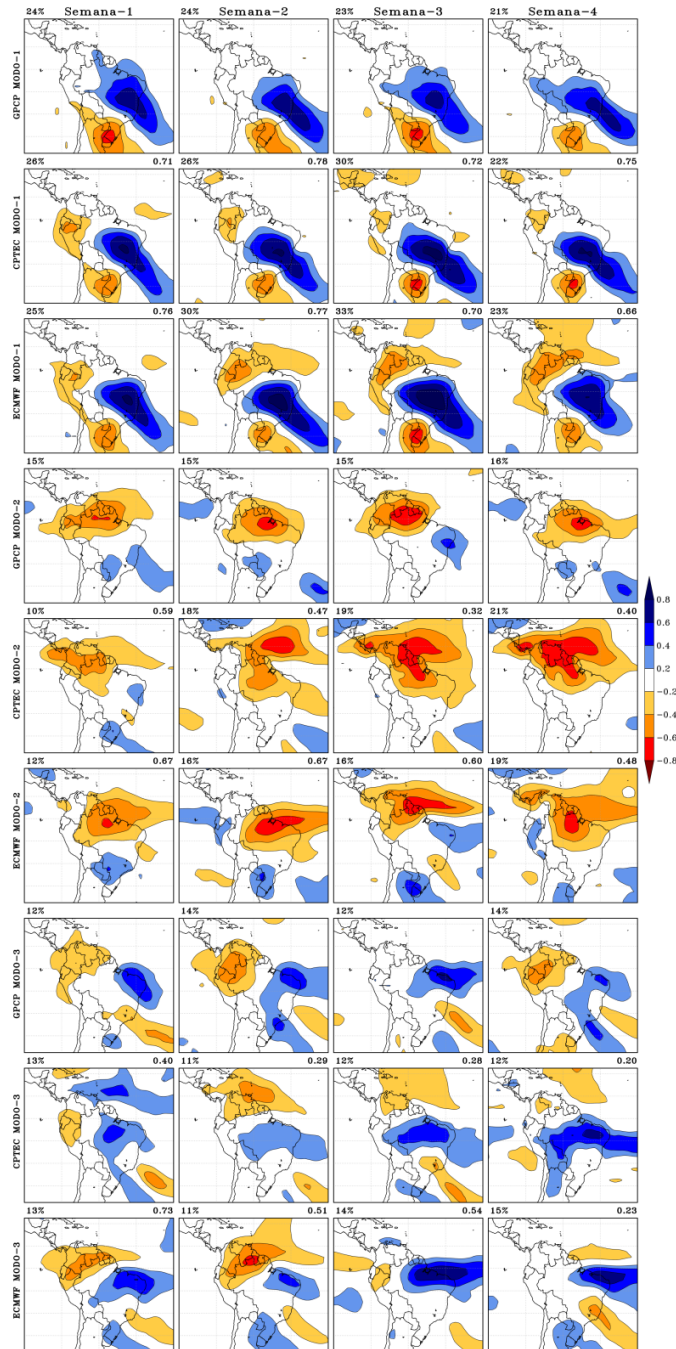 24% Semana-1 24% Semana-2 23% Semana-3 21% Semana-4
GPCP MODO-1
26% 0.71 26% 0.78 30% 0.72 22% 0.75
CPTEC MODO-1
25% 0.76 30% 0.77 33% 0.70 23% 0.66
ECMWF MODO-1
15% 15% 15% 16%
GPCP MODO-2
0.8
0.6
0.4
0.2
-0.2
-0.4
-0.6
-0.8
10% 0.59 18% 0.47 19% 0.32 21% 0.40
CPTEC MODO-2
12% 0.67 16% 0.67 16% 0.60 19% 0.48
ECMWF MODO-2
12% 14% 12% 14%
GPCP MODO-3
13% 0.40 11% 0.29 12% 0.28 12% 0.20
CPTEC MODO-3
13% 0.73 11% 0.51 14% 0.54 15% 0.23
ECMWF MODO-3